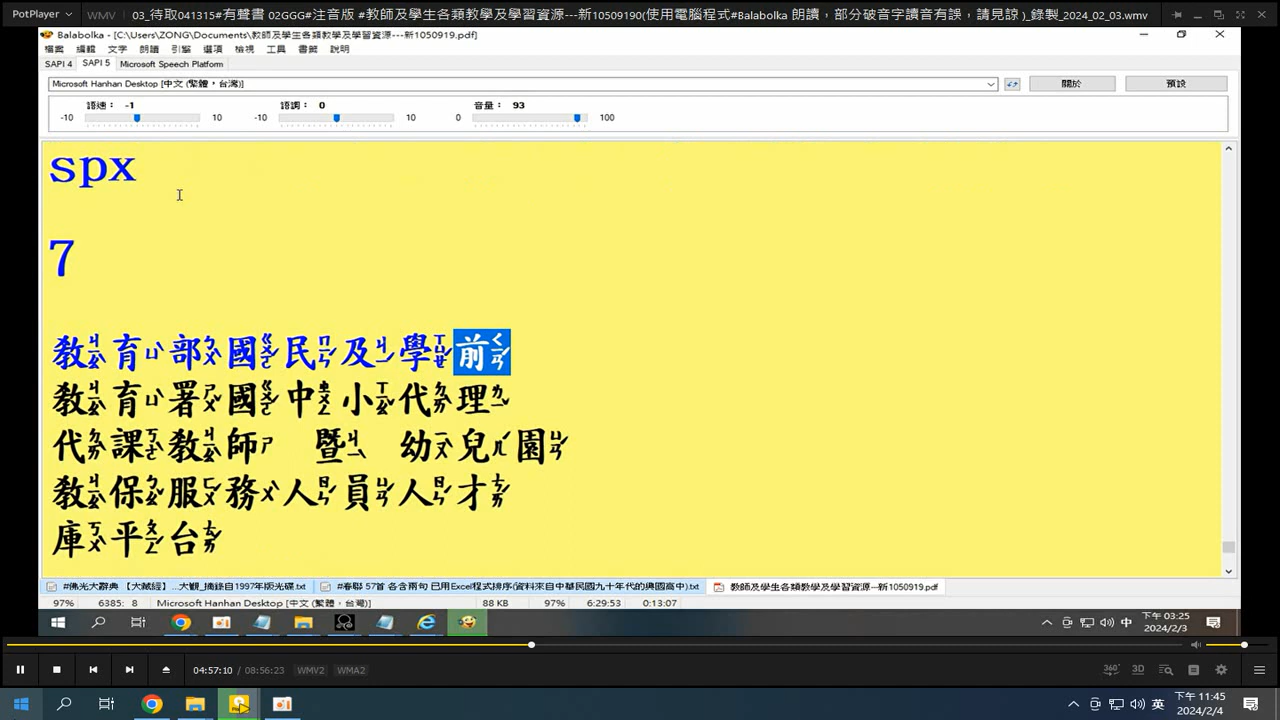 PotPlayer WMV 03_待取041315#有聲書 02GGG#注音版 #教師及學生各類教學及學習資源---新10509190(使用電腦程式#Balabolka 朗讀，部分破音字讀音有誤，請見諒 )_錄製_2024_02_03.wmv
Balabolka - [C:\Users\ZONG\Documents\教師及學生各類教學及學習資源---新1050919.pdf]
檔案 編輯 文字 朗讀 引擎 選項 檢視 工具 書籤 說明
SAPI 4 SAPI 5 Microsoft Speech Platform
Microsoft Hanhan Desktop [中文 (繁體，台灣)] 關於 預設
語速： -1 語調： 0 音量： 93
-10 10 -10 10 0 100
spx
7
教育部國民及學前
教育署國中小代理
代課教師 暨 幼兒園
教保服務人員人才
庫平台
#佛光大辭典 【大藏經】...大觀_摘錄自1997年版光碟.txt #春聯 57首 各含兩句 已用Excel程式排序(資料來自中華民國九十年代的興國高中).txt 教師及學生各類教學及學習資源---新1050919.pdf
97% 6385: 8 Microsoft Hanhan Desktop [中文 (繁體，台灣)] 88 KB 97% 6:29:53 0:13:07
中 下午 03:25
2024/2/3
04:57:10 / 08:56:23 WMV2 WMA2 360° 3D
英 下午 11:45
2024/2/4